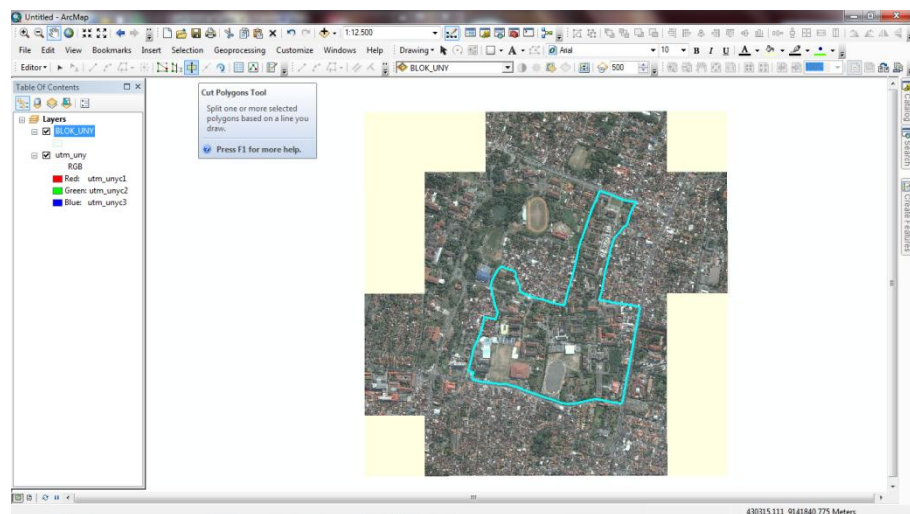 Untitled - ArcMap
1:12.500
File Edit View Bookmarks Insert Selection Geoprocessing Customize Windows Help
Drawing
Arial
10
B I U A
Editor
BLOK_UNY
500
Table Of Contents
Layers
BLOK_UNY
utm_uny
RGB
Red: utm_unyc1
Green: utm_unyc2
Blue: utm_unyc3
Cut Polygons Tool
Split one or more selected
polygons based on a line you
draw.
Press F1 for more help.
Catalog
Search
Create Features
430315,111 9141840,775 Meters